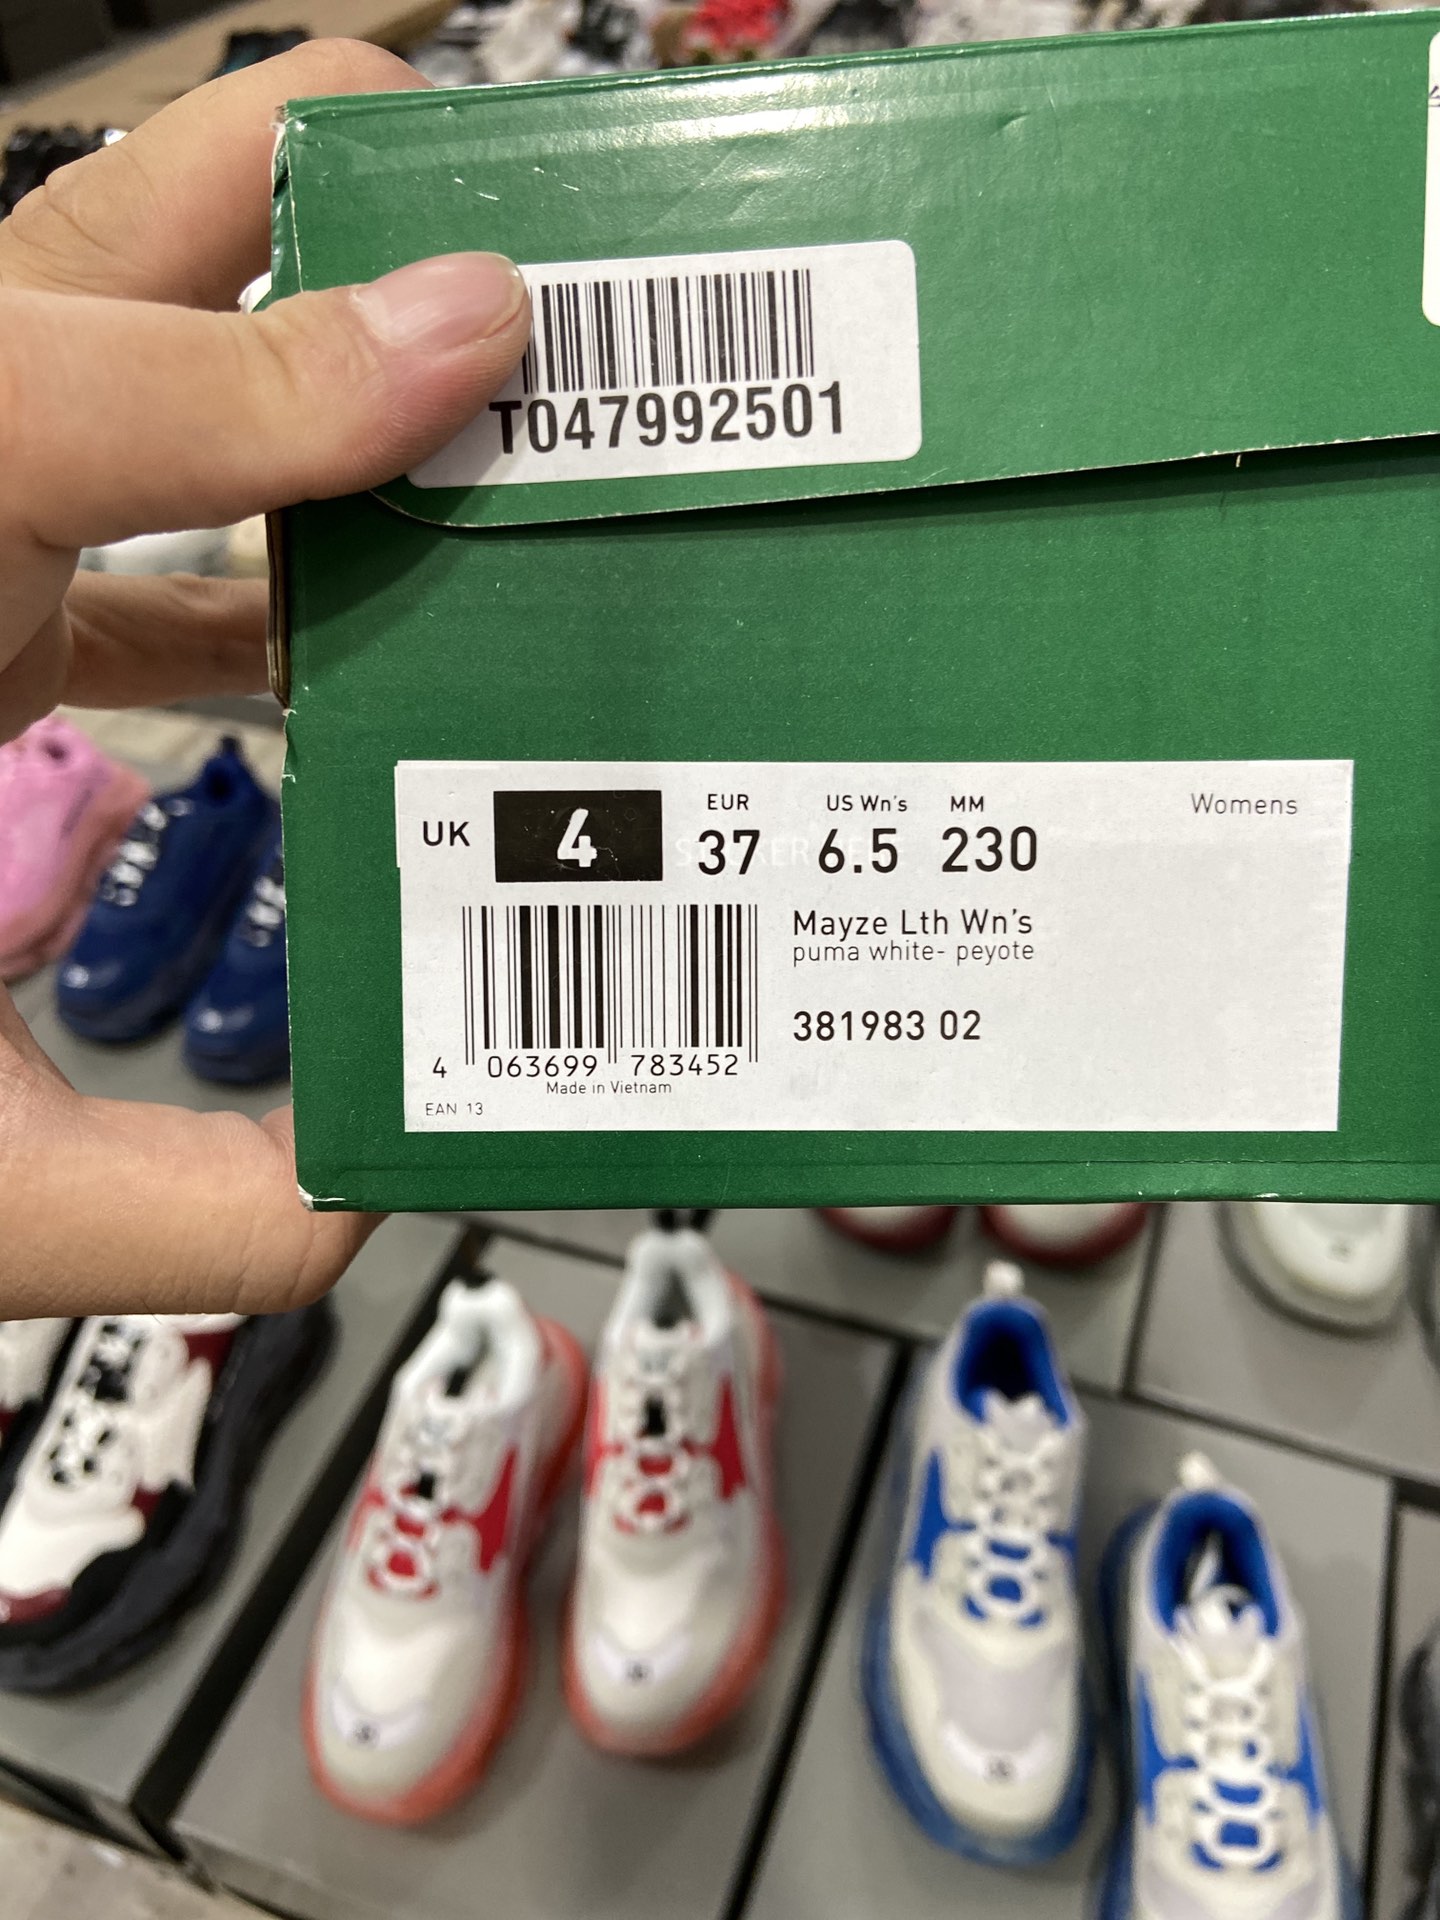 T047992501
UK 4
EUR 37
US Wn's 6.5
MM 230
Womens
Mayze Lth Wn's
puma white- peyote
381983 02
4 063699 783452
Made in Vietnam
EAN 13